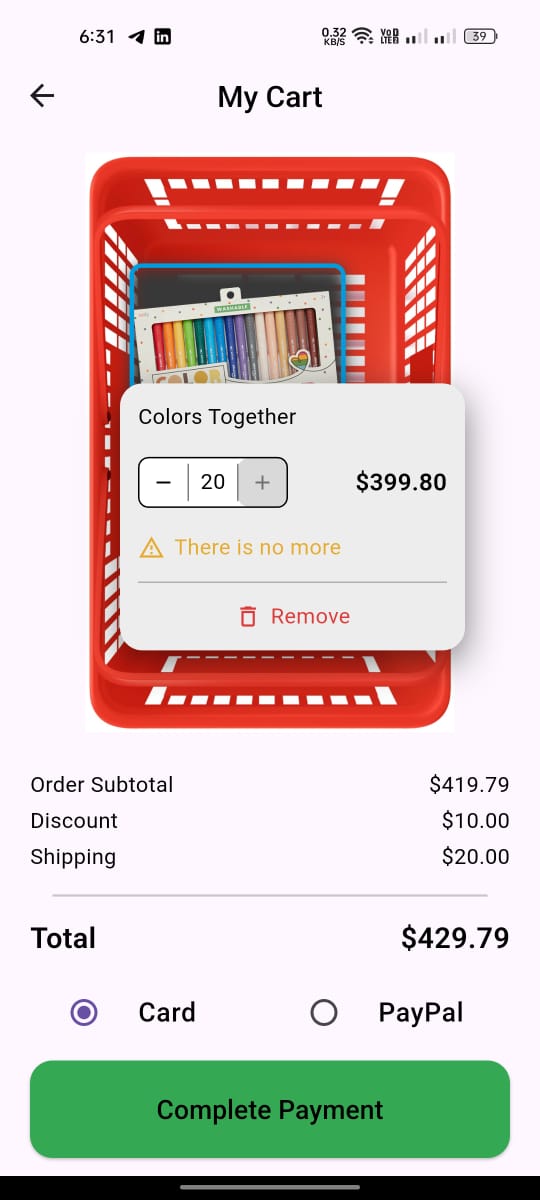 6:31
0.32 KB/S
VoD LTE
39
My Cart
WASHABLE
COLOR
Colors Together
− 20 + $399.80
There is no more
Remove
Order Subtotal $419.79
Discount $10.00
Shipping $20.00
Total $429.79
Card PayPal
Complete Payment